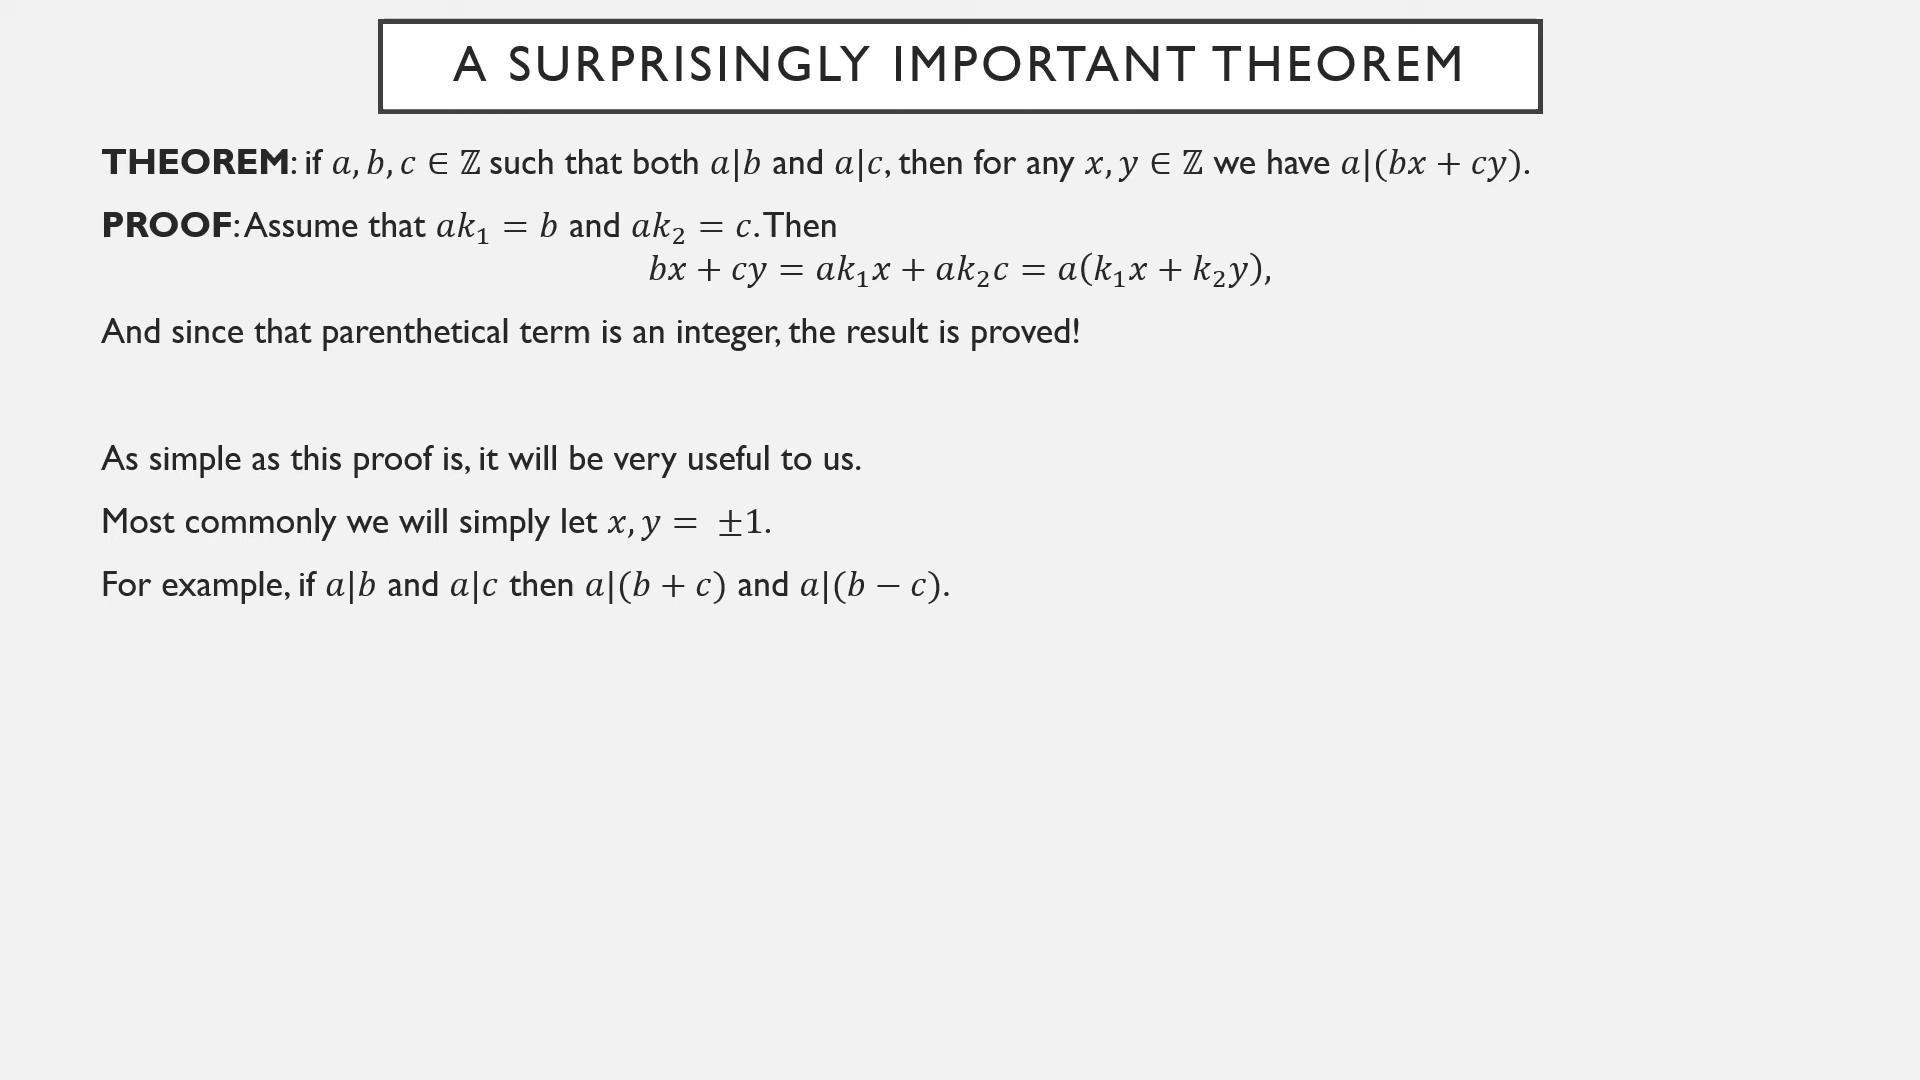 A SURPRISINGLY IMPORTANT THEOREM
THEOREM: if a, b, c ∈ ℤ such that both a|b and a|c, then for any x, y ∈ ℤ we have a|(bx + cy).
PROOF: Assume that ak₁ = b and ak₂ = c. Then
bx + cy = ak₁x + ak₂c = a(k₁x + k₂y),
And since that parenthetical term is an integer, the result is proved!
As simple as this proof is, it will be very useful to us.
Most commonly we will simply let x, y = ±1.
For example, if a|b and a|c then a|(b + c) and a|(b − c).